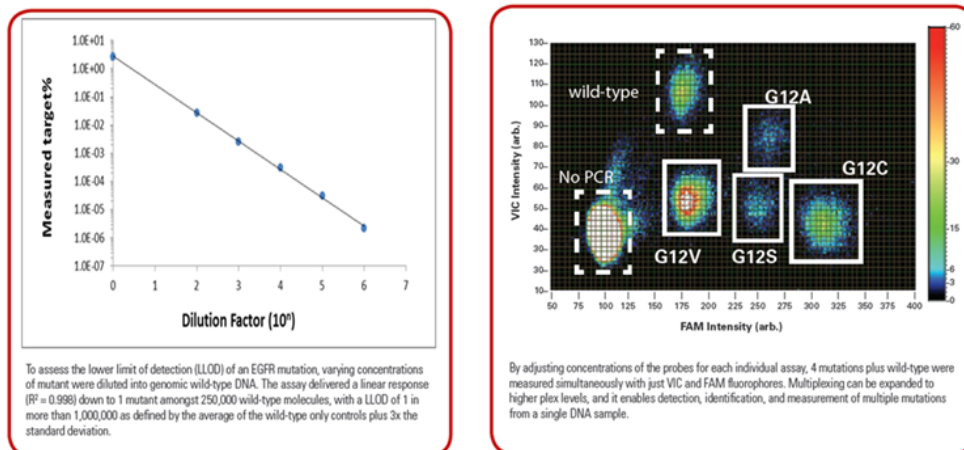 1.0E+01
1.0E+00
1.0E-01
1.0E-02
1.0E-03
1.0E-04
1.0E-05
1.0E-06
1.0E-07
Measured target%
0 1 2 3 4 5 6 7
Dilution Factor (10ⁿ)
To assess the lower limit of detection (LLOD) of an EGFR mutation, varying concentrations
of mutant were diluted into genomic wild-type DNA. The assay delivered a linear response
(R² = 0.998) down to 1 mutant amongst 250,000 wild-type molecules, with a LLOD of 1 in
more than 1,000,000 as defined by the average of the wild-type only controls plus 3x the
standard deviation.
130
120
110
100
90
80
70
60
50
40
30
30
10
VIC Intensity (arb.)
wild-type
G12A
No PCR
G12C
G12V
G12S
50 75 100 125 150 175 200 225 250 275 300 325 350 400
FAM Intensity (arb.)
60
30
15
6
3
0
By adjusting concentrations of the probes for each individual assay, 4 mutations plus wild-type were
measured simultaneously with just VIC and FAM fluorophores. Multiplexing can be expanded to
higher plex levels, and it enables detection, identification, and measurement of multiple mutations
from a single DNA sample.